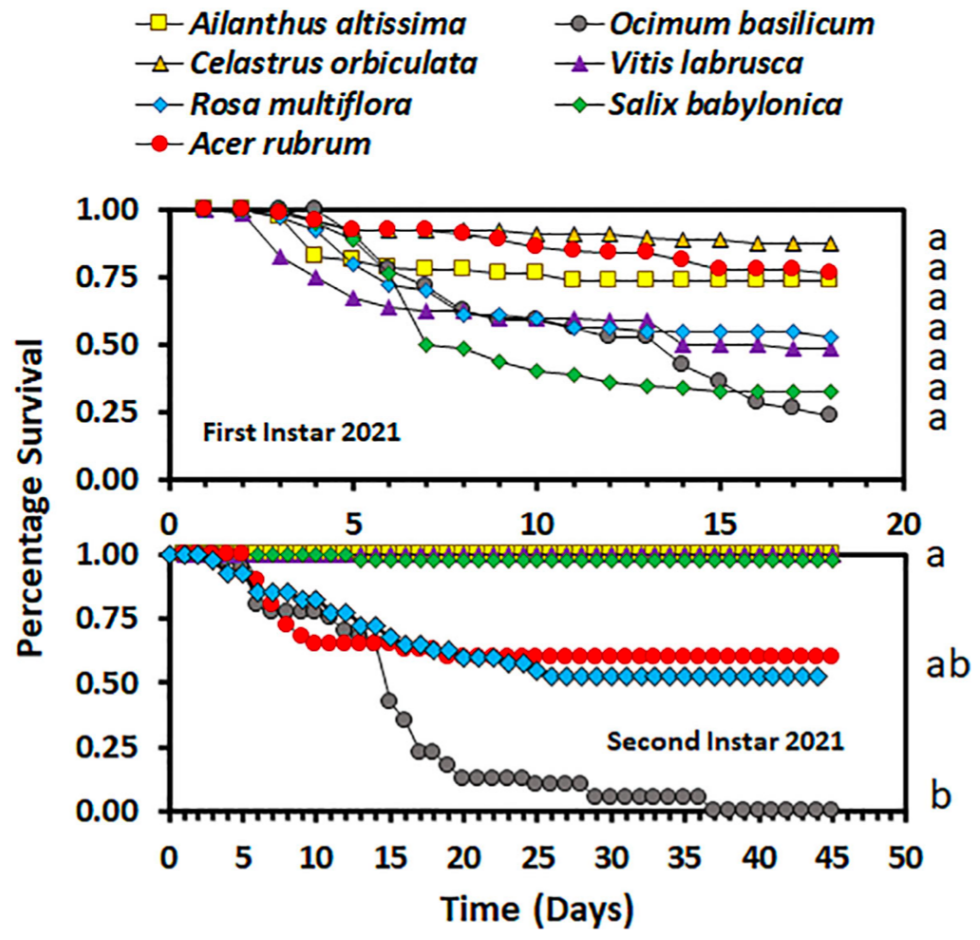 Ailanthus altissima Ocimum basilicum
Celastrus orbiculata Vitis labrusca
Rosa multiflora Salix babylonica
Acer rubrum
Percentage Survival
1.00
0.75
0.50
0.25
0.00
First Instar 2021
a
a
a
a
a
a
a
0 5 10 15 20
1.00
0.75
0.50
0.25
0.00
Second Instar 2021
a
ab
b
0 5 10 15 20 25 30 35 40 45 50
Time (Days)